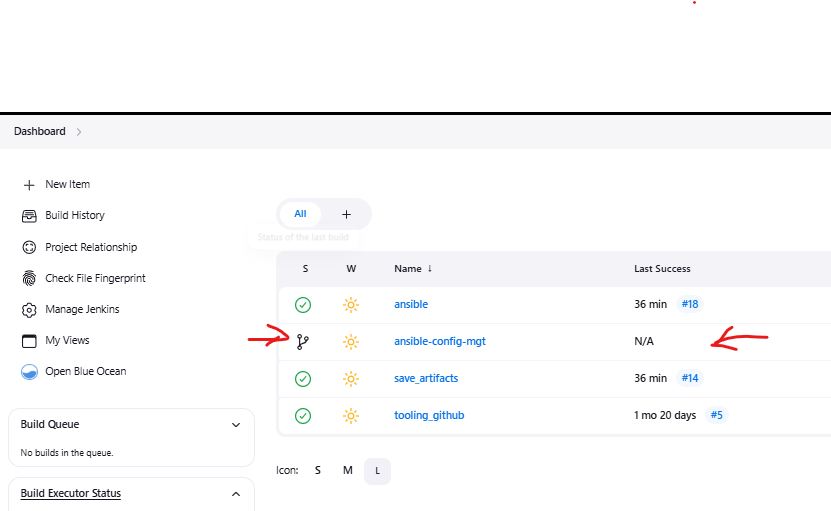 Dashboard
New Item
Build History
Project Relationship
Check File Fingerprint
Manage Jenkins
My Views
Open Blue Ocean
Build Queue
No builds in the queue.
Build Executor Status
All +
Status of the last build
S W Name ↓ Last Success
ansible 36 min #18
ansible-config-mgt N/A
save_artifacts 36 min #14
tooling_github 1 mo 20 days #5
Icon: S M L